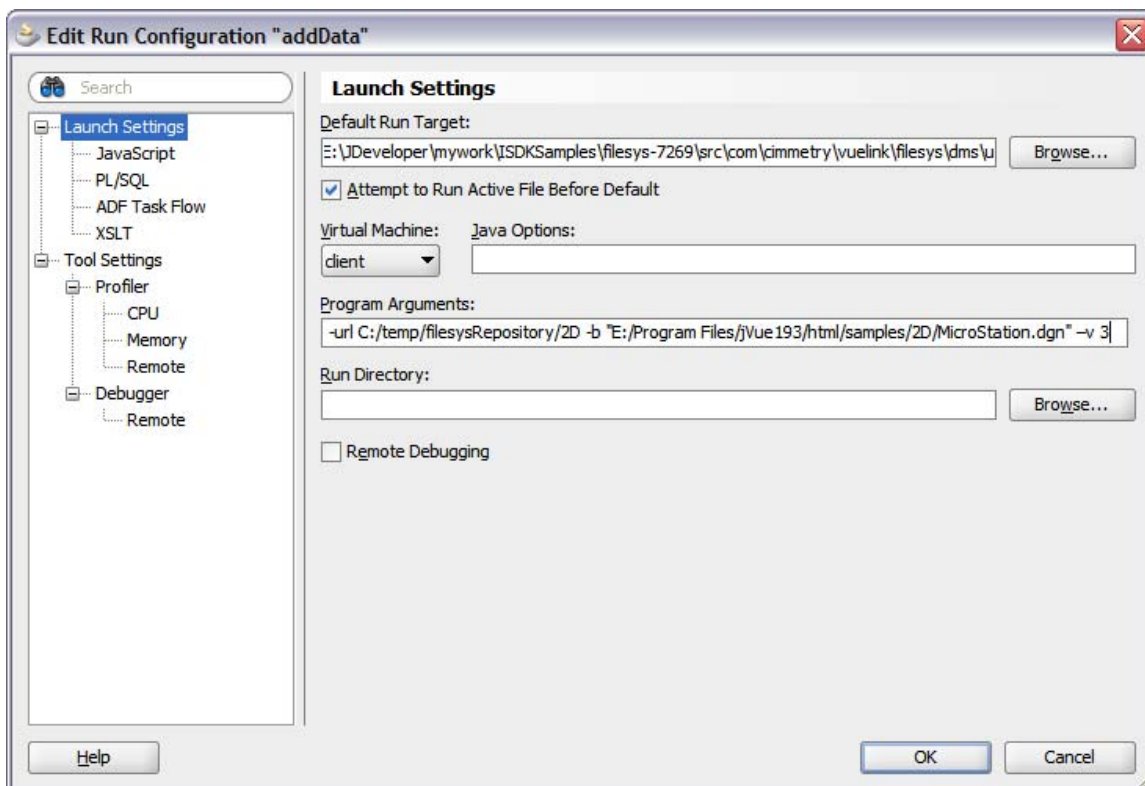 Edit Run Configuration "addData"
Search
Launch Settings
JavaScript
PL/SQL
ADF Task Flow
XSLT
Tool Settings
Profiler
CPU
Memory
Remote
Debugger
Remote
Launch Settings
Default Run Target:
E:\JDeveloper\mywork\ISDKSamples\filesys-7269\src\com\cimmetry\vuelink\filesys\dms\u
Browse...
Attempt to Run Active File Before Default
Virtual Machine: Java Options:
client
Program Arguments:
-url C:/temp/filesysRepository/2D -b "E:/Program Files/jVue193/html/samples/2D/MicroStation.dgn" –v 3
Run Directory:
Browse...
Remote Debugging
Help OK Cancel